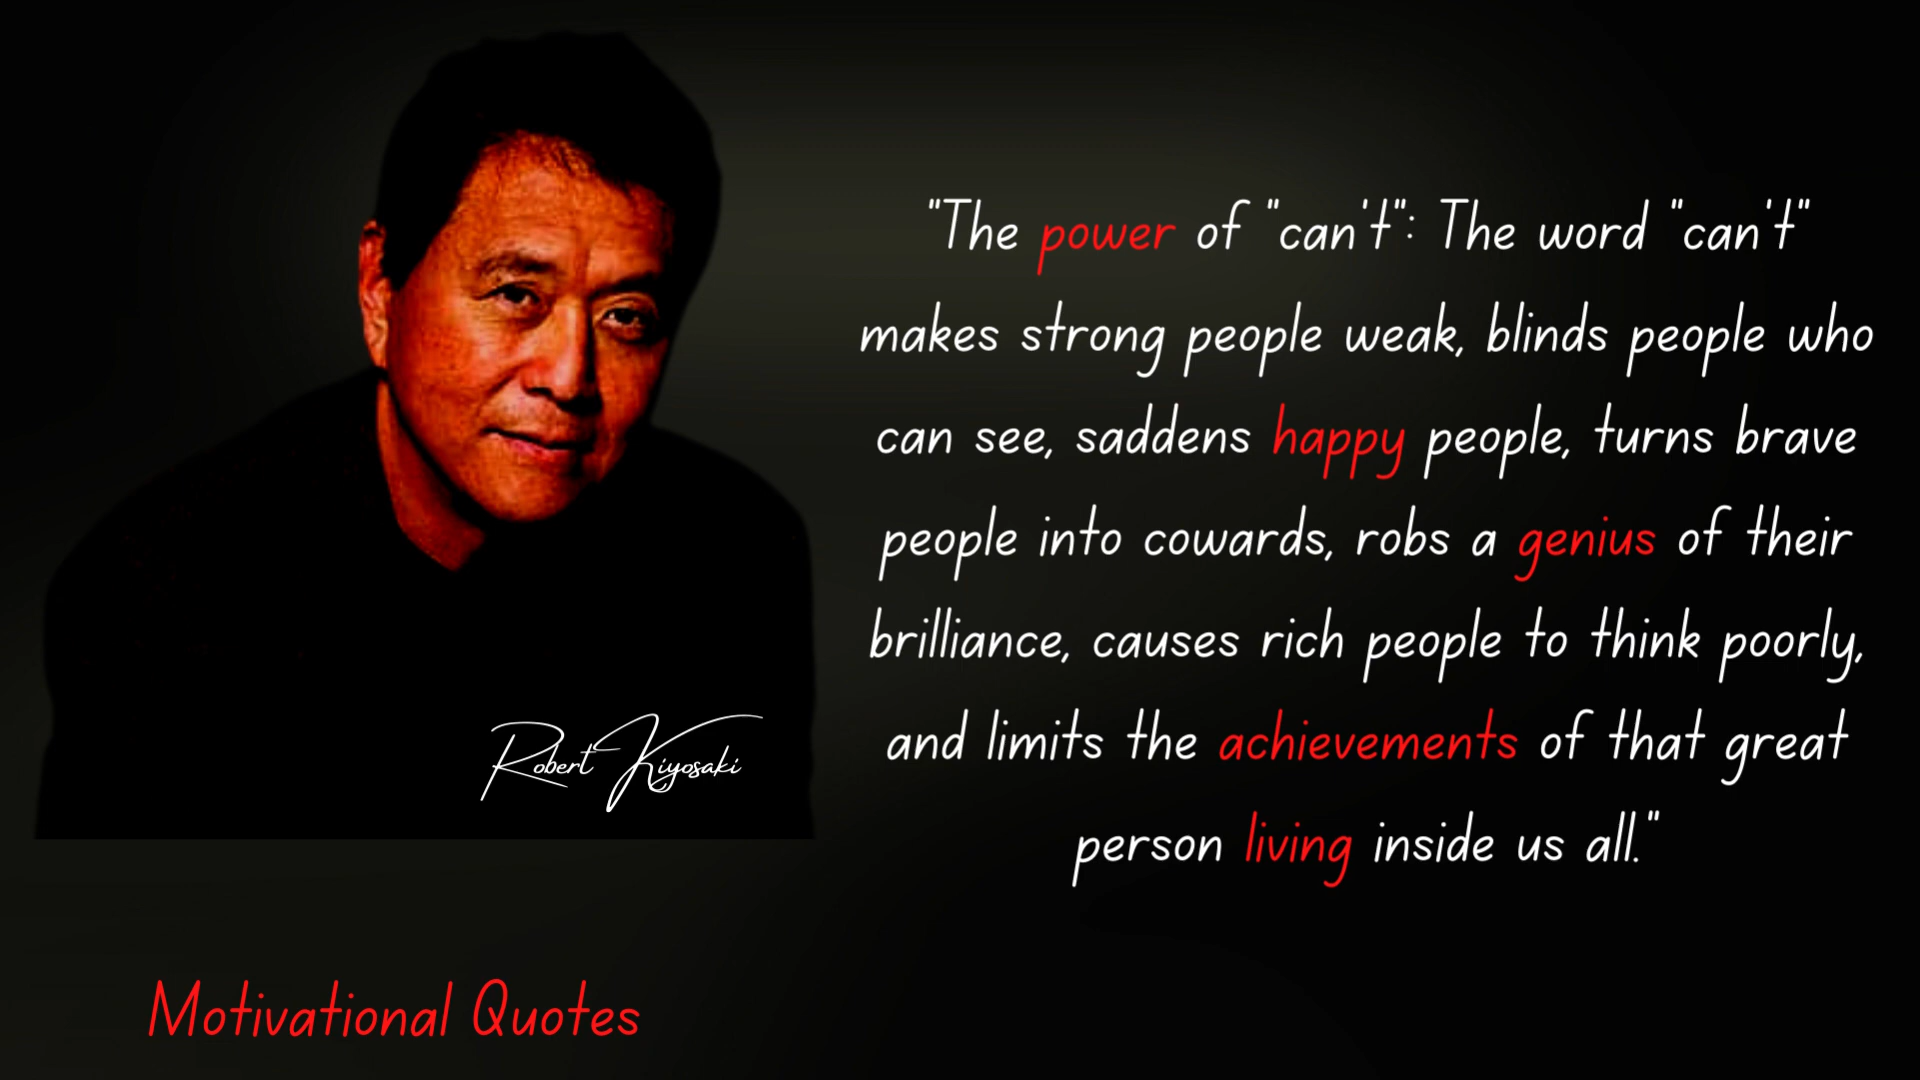 "The power of "can't": The word "can't"
makes strong people weak, blinds people who
can see, saddens happy people, turns brave
people into cowards, robs a genius of their
brilliance, causes rich people to think poorly,
and limits the achievements of that great
person living inside us all."
Robert Kiyosaki
Motivational Quotes